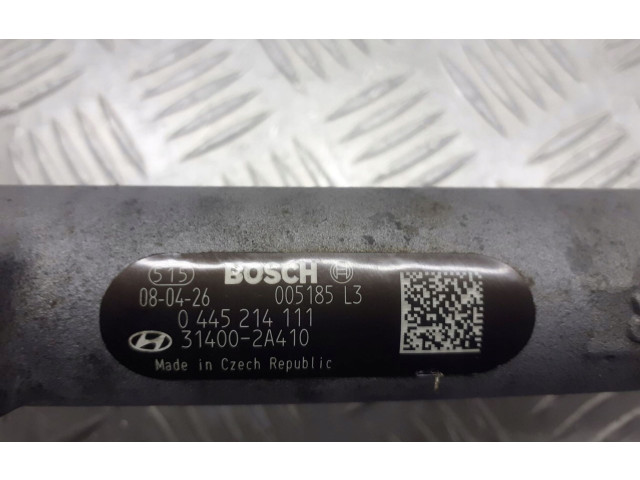 515 BOSCH
08-04-26 005185 L3
0 445 214 111
31400-2A410
Made in Czech Republic